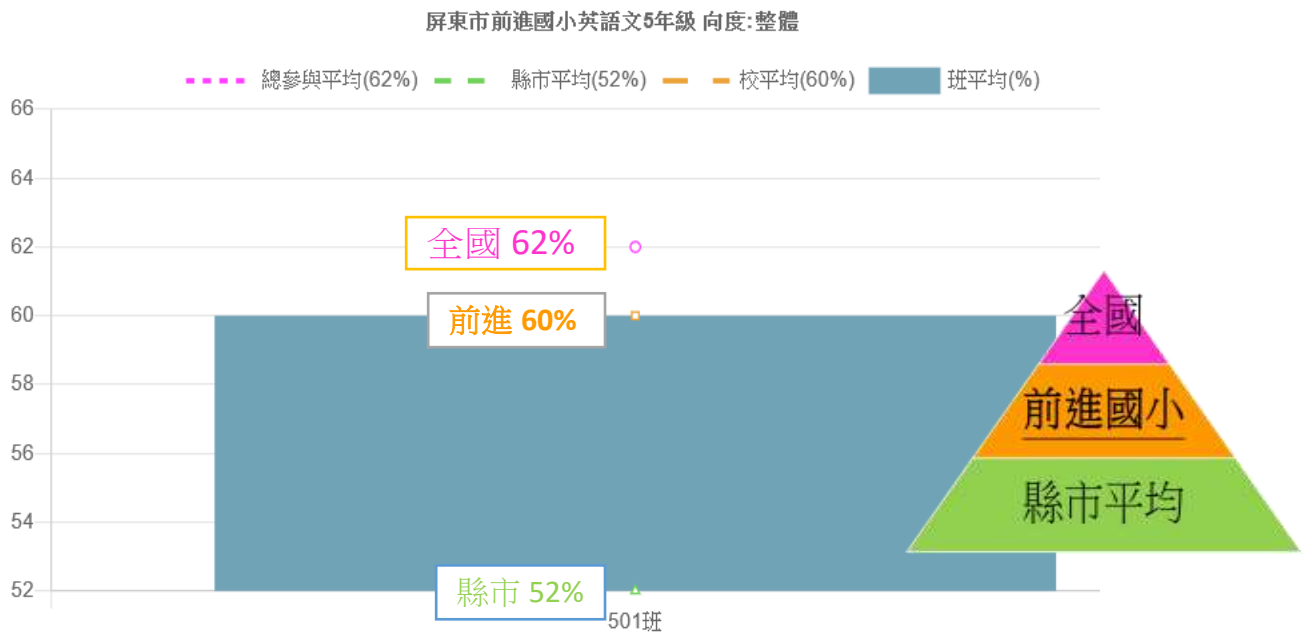 屏東市前進國小英語文5年級 向度:整體
總參與平均(62%) 縣市平均(52%) 校平均(60%) 班平均(%)
66
64
62
60
58
56
54
52
全國 62%
前進 60%
縣市 52%
501班
全國
前進國小
縣市平均